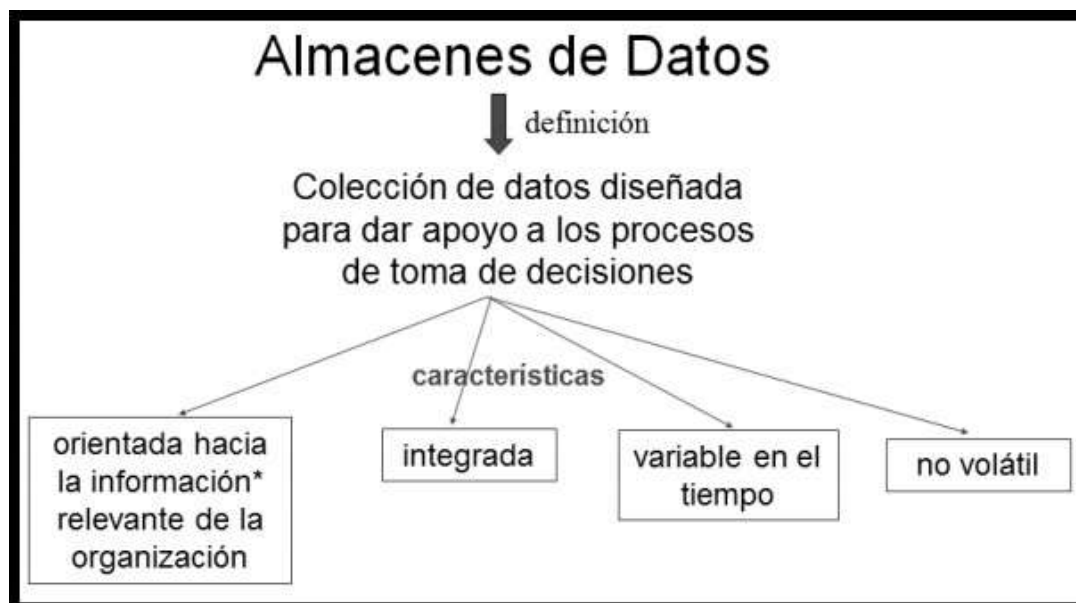 Almacenes de Datos
definición
Colección de datos diseñada
para dar apoyo a los procesos
de toma de decisiones
características
orientada hacia
la información*
relevante de la
organización
integrada
variable en el
tiempo
no volátil